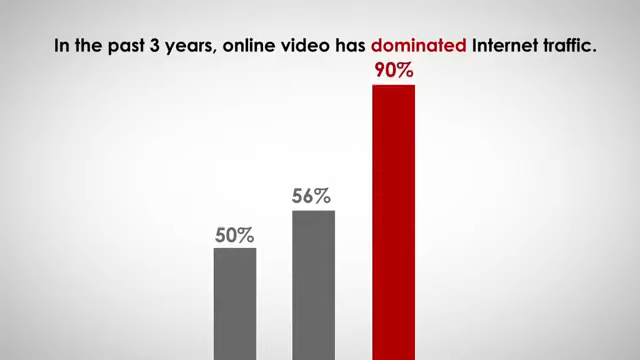 In the past 3 years, online video has dominated Internet traffic.
90%
56%
50%